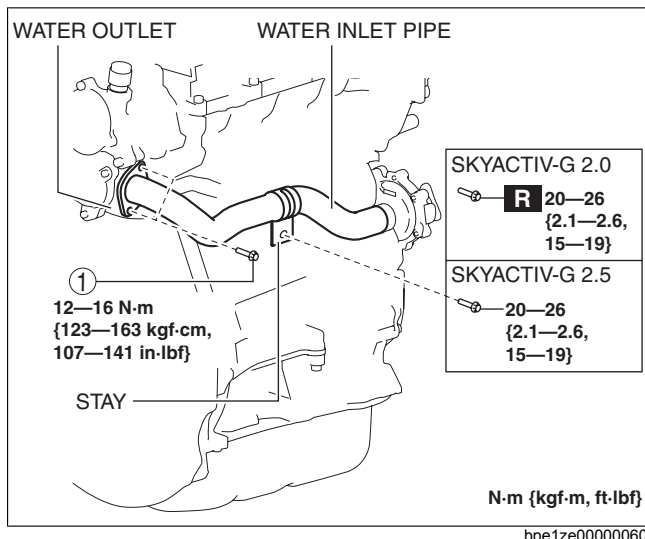 WATER OUTLET
WATER INLET PIPE
SKYACTIV-G 2.0
R 20—26
{2.1—2.6,
15—19}
SKYACTIV-G 2.5
20—26
{2.1—2.6,
15—19}
1
12—16 N·m
{123—163 kgf·cm,
107—141 in·lbf}
STAY
N·m {kgf·m, ft·lbf}
bpe1ze00000060